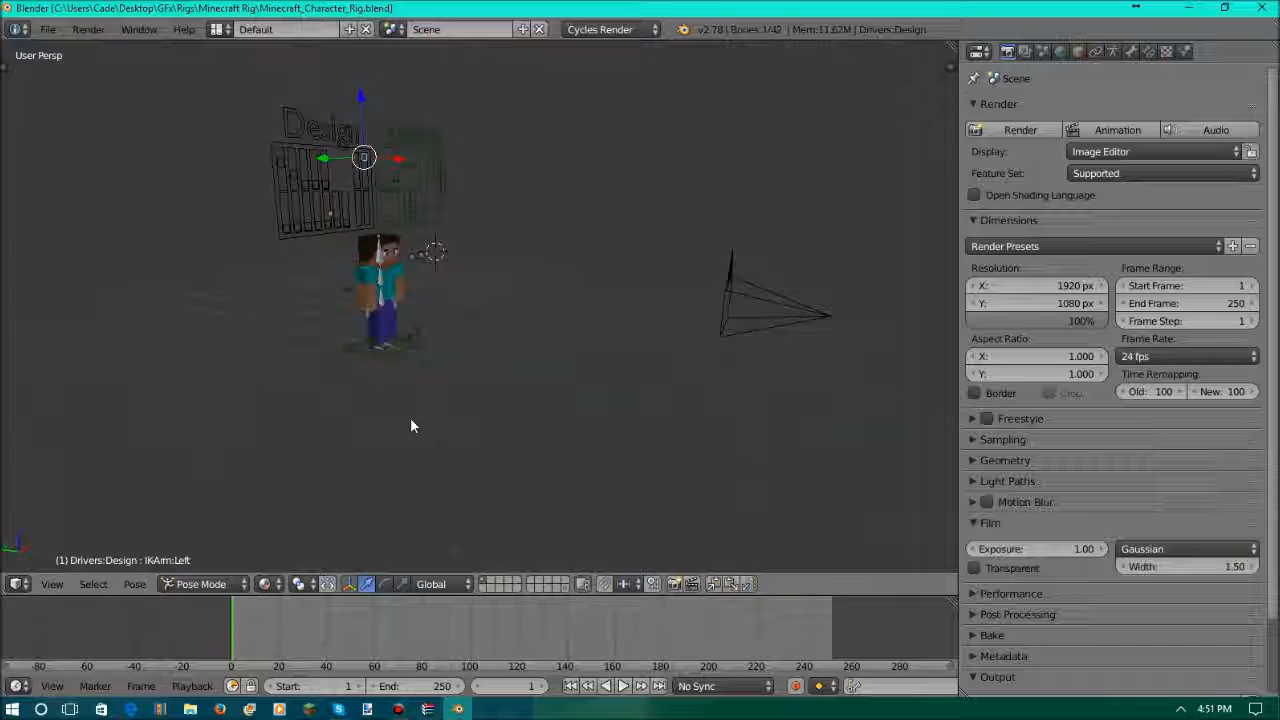 Blender [C:\Users\Cade\Desktop\GFx\Rigs\Minecraft Rig\Minecraft_Character_Rig.blend]
File Render Window Help Default Scene Cycles Render v2.78 | Bones:1/42 | Mem:11.62M | Drivers:Design
User Persp
Scene
Render
Render Animation Audio
Display: Image Editor
Feature Set: Supported
Open Shading Language
Dimensions
Render Presets
Resolution: Frame Range:
X: 1920 px Start Frame: 1
Y: 1080 px End Frame: 250
100% Frame Step: 1
Aspect Ratio: Frame Rate:
X: 1.000 24 fps
Y: 1.000 Time Remapping:
Border Crop Old: 100 New: 100
Freestyle
Sampling
Geometry
Light Paths
Motion Blur
Film
Exposure: 1.00 Gaussian
Transparent Width: 1.50
Performance
Post Processing
Bake
Metadata
Output
Design
(1) Drivers:Design : IKArm:Left
View Select Pose Pose Mode Global
-80 -60 -40 -20 0 20 40 60 80 100 120 140 160 180 200 220 240 260 280
View Marker Frame Playback Start: 1 End: 250 1 No Sync
4:51 PM